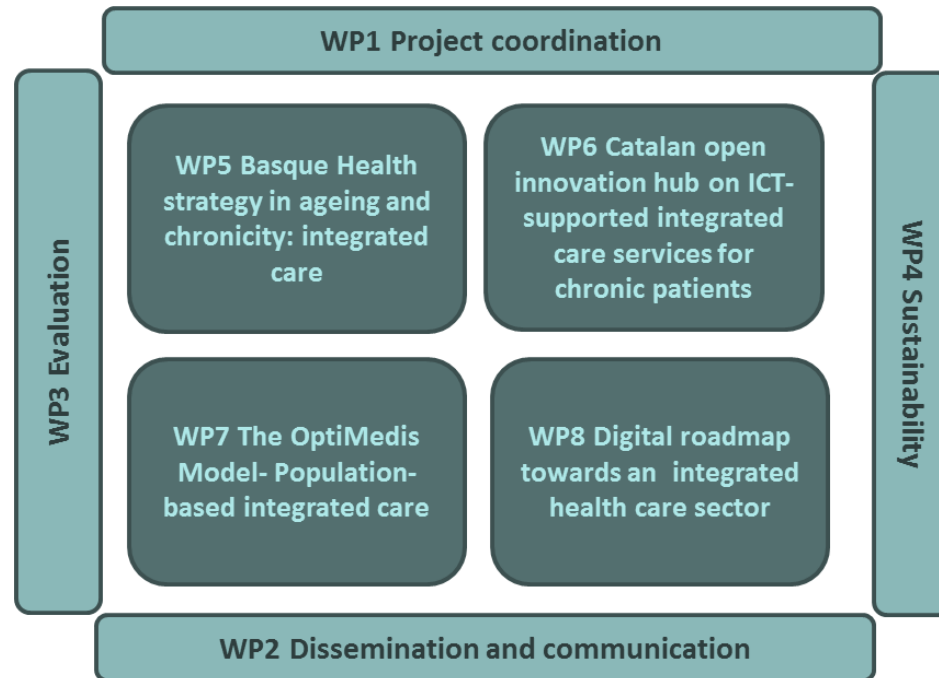 WP1 Project coordination
WP3 Evaluation
WP5 Basque Health
strategy in ageing and
chronicity: integrated
care
WP6 Catalan open
innovation hub on ICT-
supported integrated
care services for
chronic patients
WP4 Sustainability
WP7 The OptiMedis
Model- Population-
based integrated care
WP8 Digital roadmap
towards an integrated
health care sector
WP2 Dissemination and communication